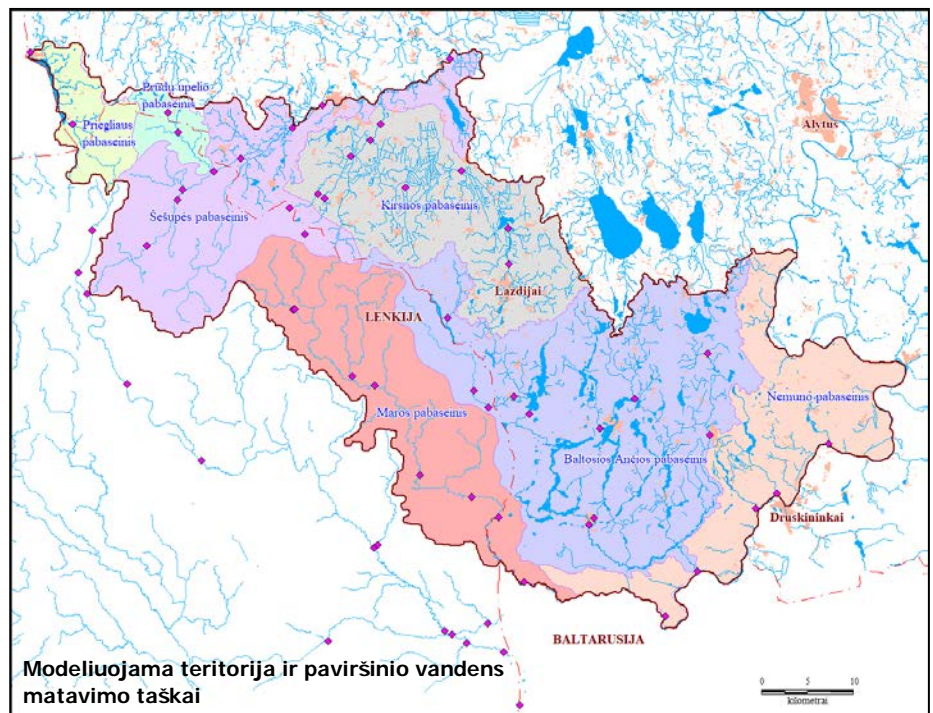 Prūdų upelio
pabaseinis
Priegliaus
pabaseinis
Alytus
Kirsnos pabaseinis
Šešupės pabaseinis
Lazdijai
LENKIJA
Nemuno pabaseinis
Maros pabaseinis
Baltosios Ančios pabaseinis
Druskininkai
BALTARUSIJA
Modeliuojama teritorija ir paviršinio vandens
matavimo taškai
0 5 10
kilometrai